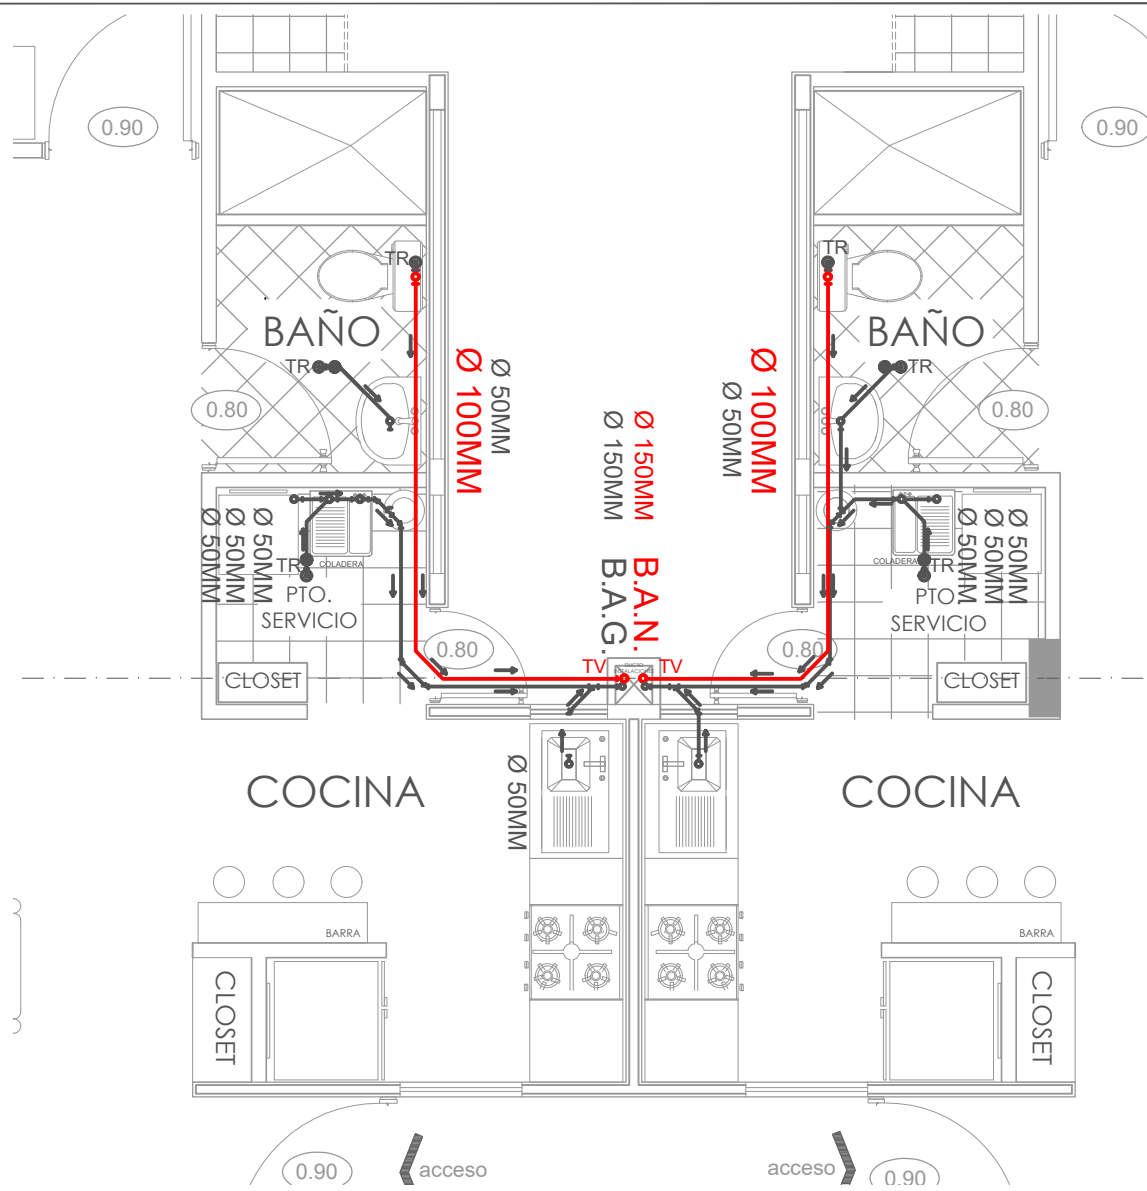 0.90
0.90
TR
TR
BAÑO
BAÑO
TR
TR
0.80
0.80
Ø 100MM
Ø 50MM
Ø 50MM
Ø 100MM
Ø 150MM
Ø 150MM
B.A.G.
B.A.N.
Ø 50MM
Ø 50MM
Ø 50MM
Ø 50MM
Ø 50MM
Ø 50MM
COLADERA
COLADERA
TR
TR
PTO.
SERVICIO
PTO.
SERVICIO
0.80
0.80
TV
DUCTO
TV
CLOSET
CLOSET
COCINA
COCINA
Ø 50MM
BARRA
BARRA
CLOSET
CLOSET
0.90
acceso
acceso
0.90